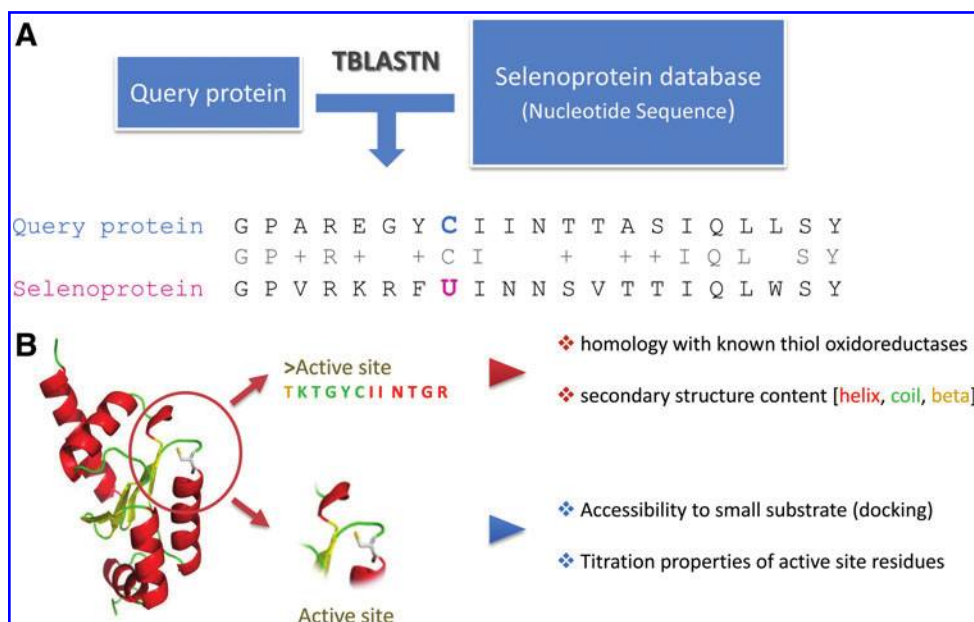 A
TBLASTN
Query protein
Selenoprotein database
(Nucleotide Sequence)
Query protein G P A R E G Y C I I N T T A S I Q L L S Y
G P + R + + C I + + + I Q L S Y
Selenoprotein G P V R K R F U I N N S V T T I Q L W S Y
B
>Active site
TKTGYCIINTGR
❖ homology with known thiol oxidoreductases
❖ secondary structure content [helix, coil, beta]
Active site
❖ Accessibility to small substrate (docking)
❖ Titration properties of active site residues